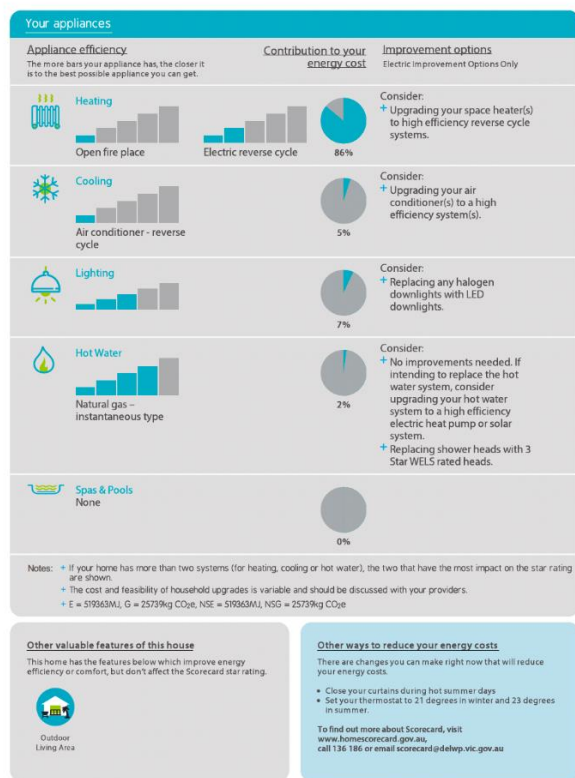 Your appliances
Appliance efficiency
The more bars your appliance has, the closer it
is to the best possible appliance you can get.
Contribution to your
energy cost
Improvement options
Electric Improvement Options Only
Heating
Open fire place
Electric reverse cycle
86%
Consider:
+ Upgrading your space heater(s)
to high efficiency reverse cycle
systems.
Cooling
Air conditioner - reverse
cycle
5%
Consider:
+ Upgrading your air
conditioner(s) to a high
efficiency system(s).
Lighting
7%
Consider:
+ Replacing any halogen
downlights with LED
downlights.
Hot Water
Natural gas –
instantaneous type
2%
Consider:
+ No improvements needed. If
intending to replace the hot
water system, consider
upgrading your hot water
system to a high efficiency
electric heat pump or solar
system.
+ Replacing shower heads with 3
Star WELS rated heads.
Spas & Pools
None
0%
Notes: + If your home has more than two systems (for heating, cooling or hot water), the two that have the most impact on the star rating
are shown.
+ The cost and feasibility of household upgrades is variable and should be discussed with your providers.
+ E = 519363MJ, G = 25739kg CO₂e, NSE = 519363MJ, NSG = 25739kg CO₂e
Other valuable features of this house
This home has the features below which improve energy
efficiency or comfort, but don't affect the Scorecard star rating.
Outdoor
Living Area
Other ways to reduce your energy costs
There are changes you can make right now that will reduce
your energy costs.
• Close your curtains during hot summer days
• Set your thermostat to 21 degrees in winter and 23 degrees
in summer.
To find out more about Scorecard, visit
www.homescorecard.gov.au,
call 136 186 or email scorecard@delwp.vic.gov.au